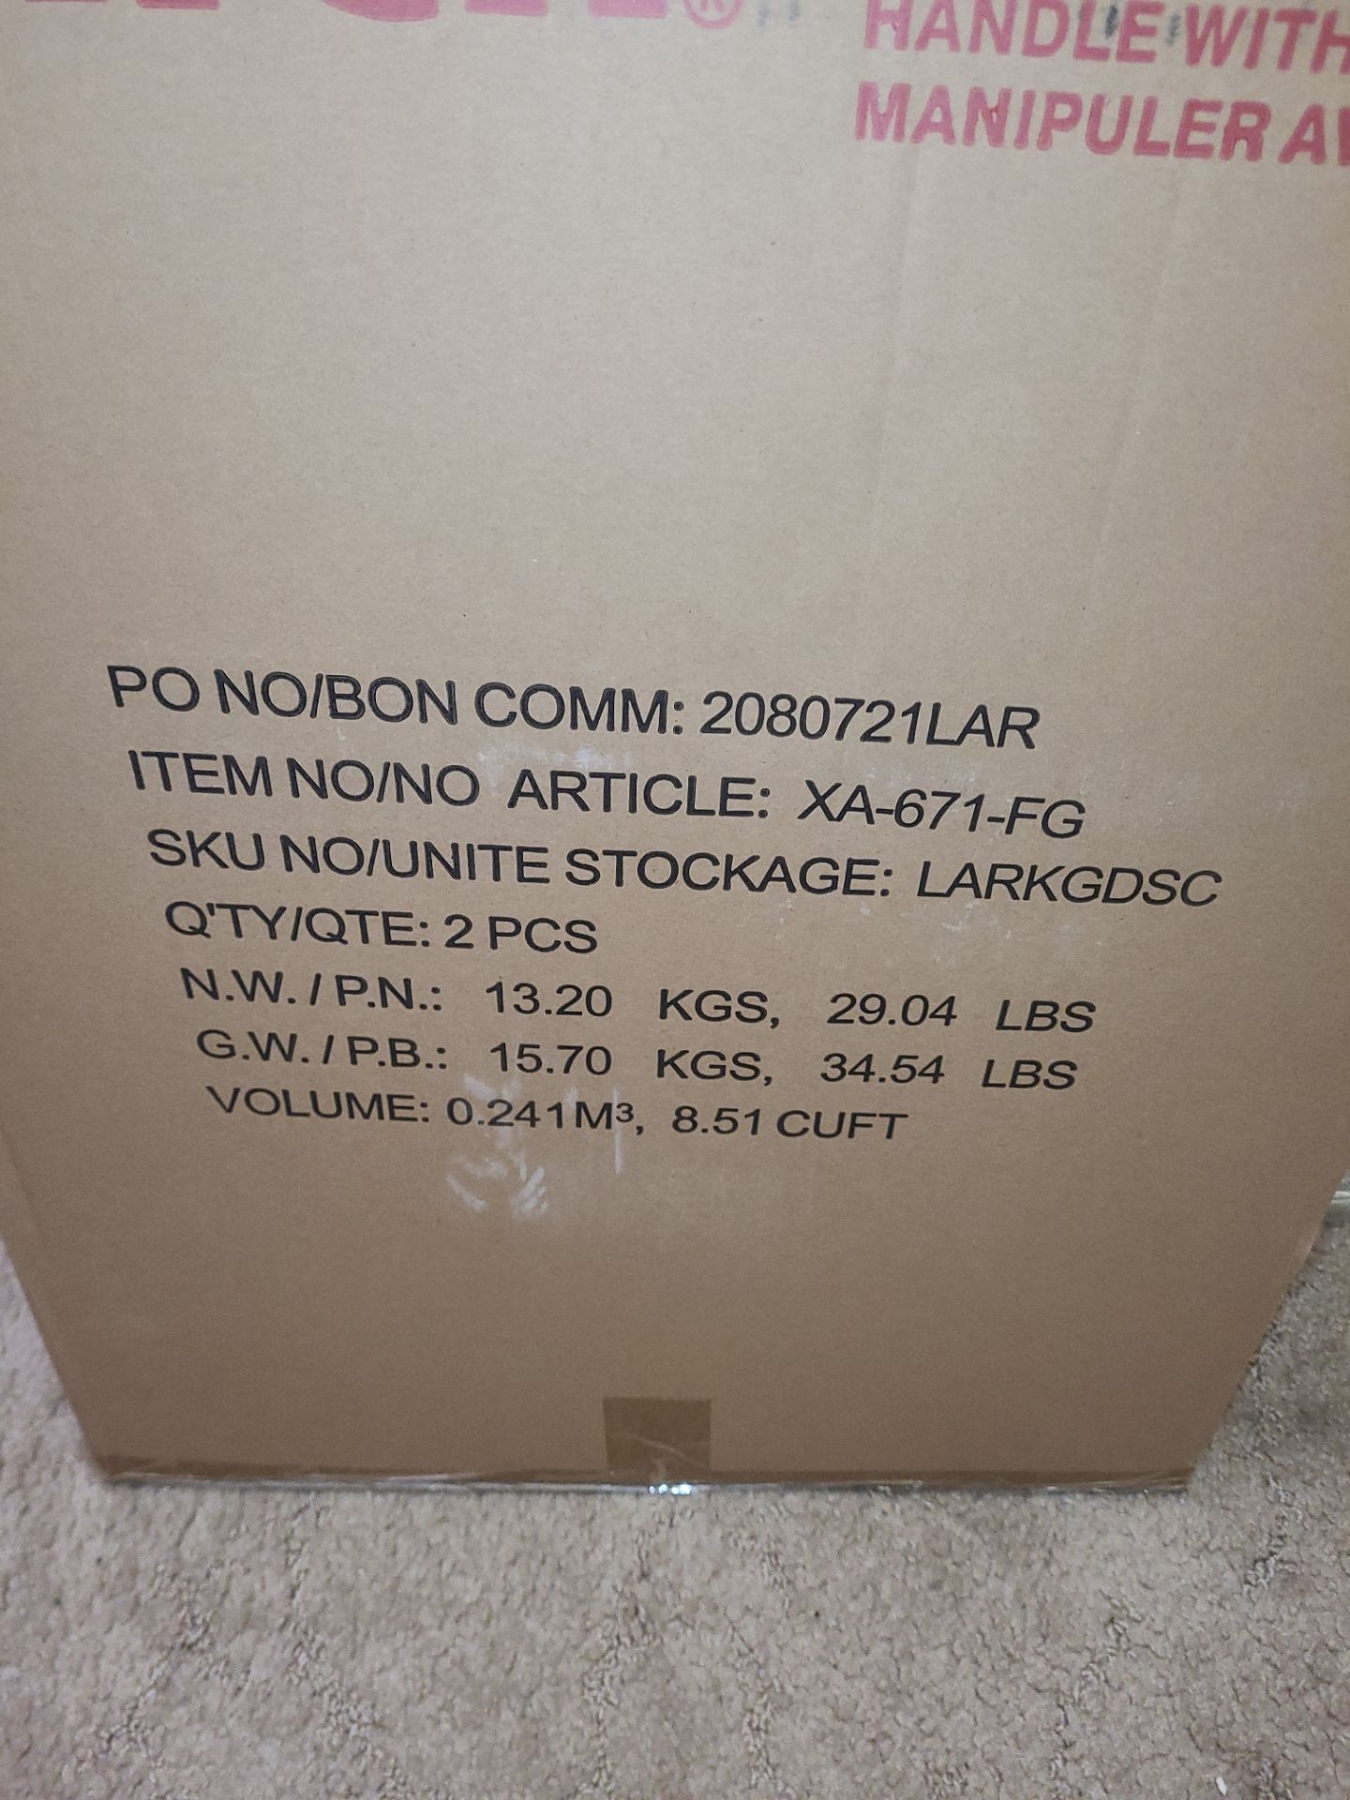 ®
HANDLE WITH
MANIPULER
PO NO/BON COMM: 2080721LAR
ITEM NO/NO ARTICLE: XA-671-FG
SKU NO/UNITE STOCKAGE: LARKGDSC
Q'TY/QTE: 2 PCS
N.W. / P.N.: 13.20 KGS, 29.04 LBS
G.W. / P.B.: 15.70 KGS, 34.54 LBS
VOLUME: 0.241M³, 8.51 CUFT